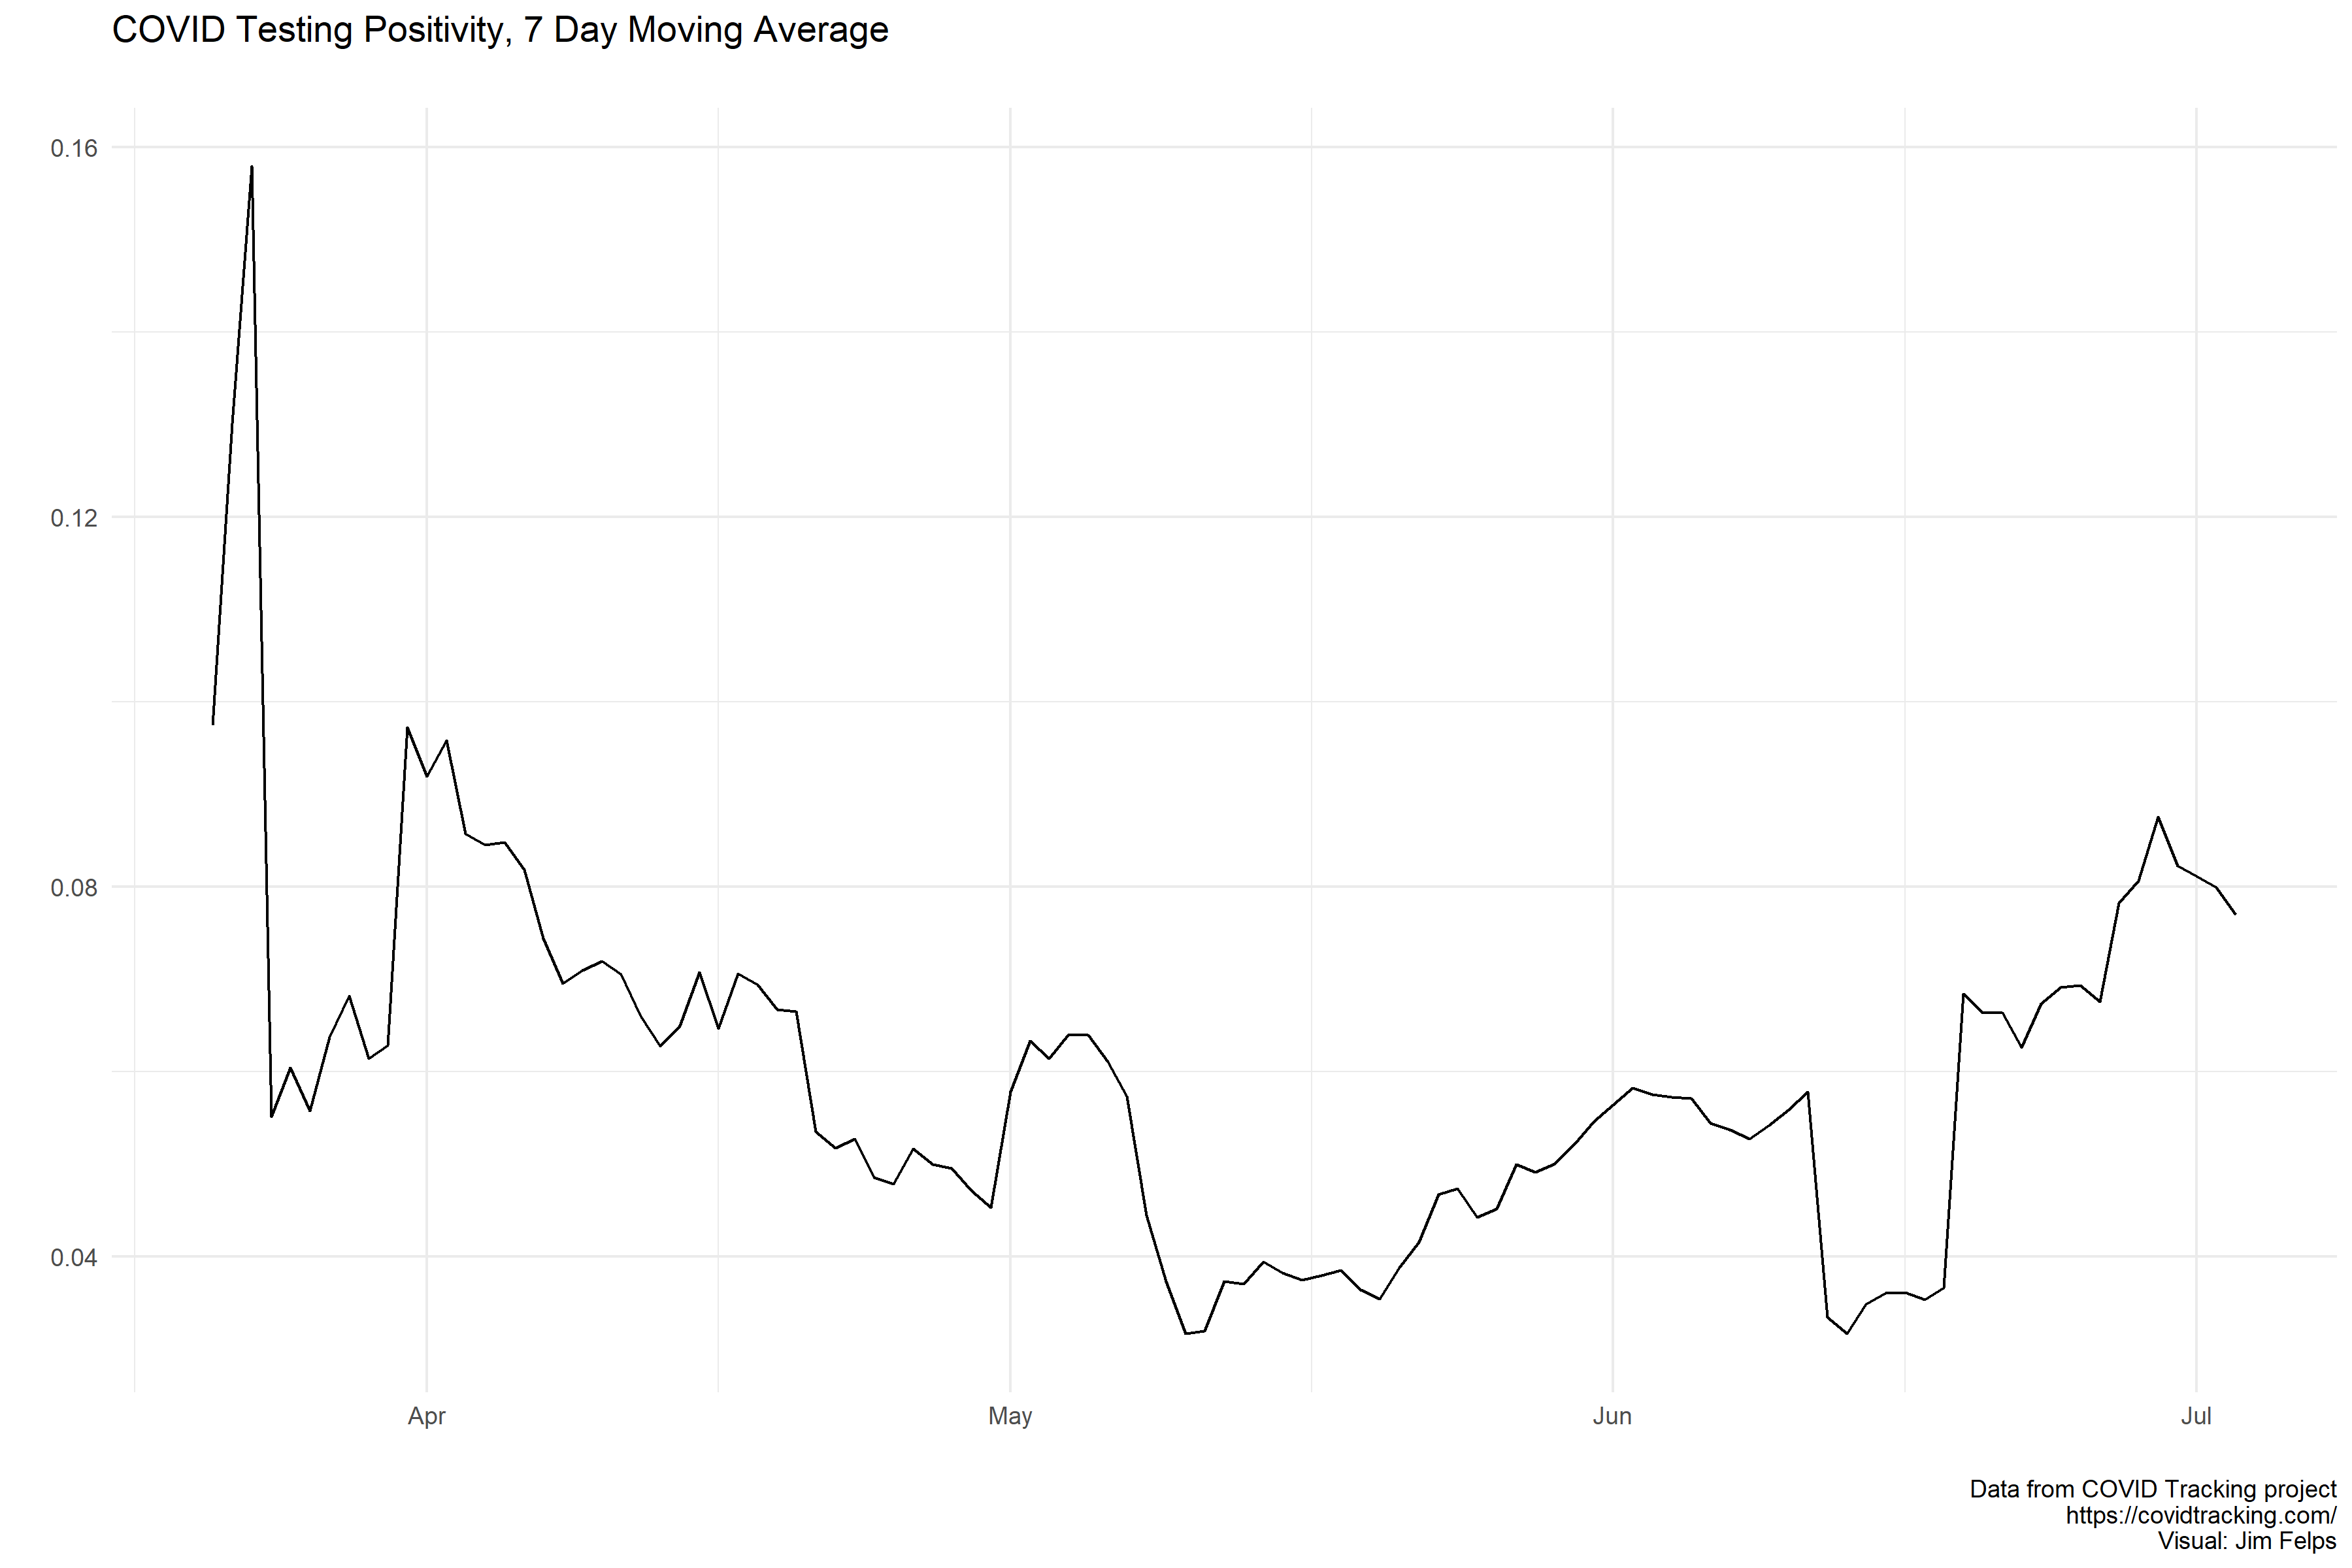 COVID Testing Positivity, 7 Day Moving Average
0.16
0.12
0.08
0.04
Apr May Jun Jul
Data from COVID Tracking project
https://covidtracking.com/
Visual: Jim Felps